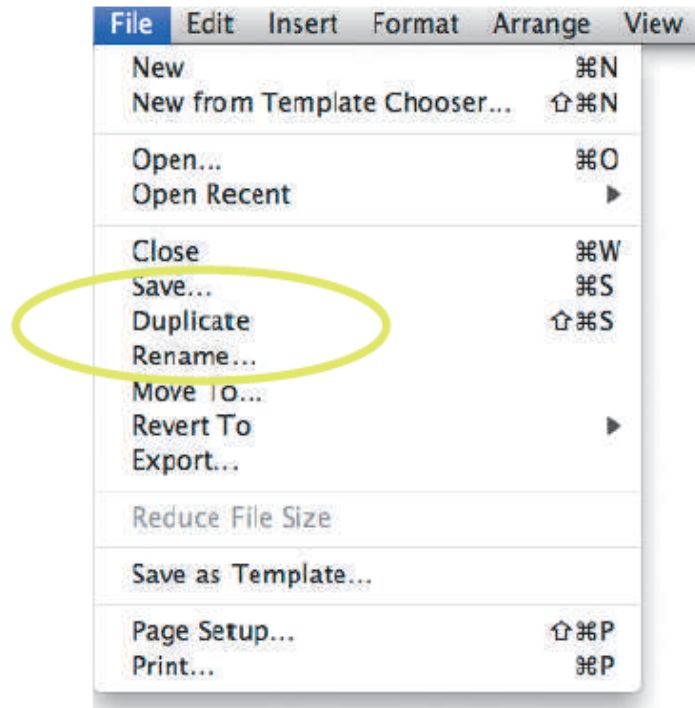 File Edit Insert Format Arrange View
New ⌘N
New from Template Chooser... ⇧⌘N
Open... ⌘O
Open Recent ▶
Close ⌘W
Save... ⌘S
Duplicate ⇧⌘S
Rename...
Move To...
Revert To ▶
Export...
Reduce File Size
Save as Template...
Page Setup... ⇧⌘P
Print... ⌘P